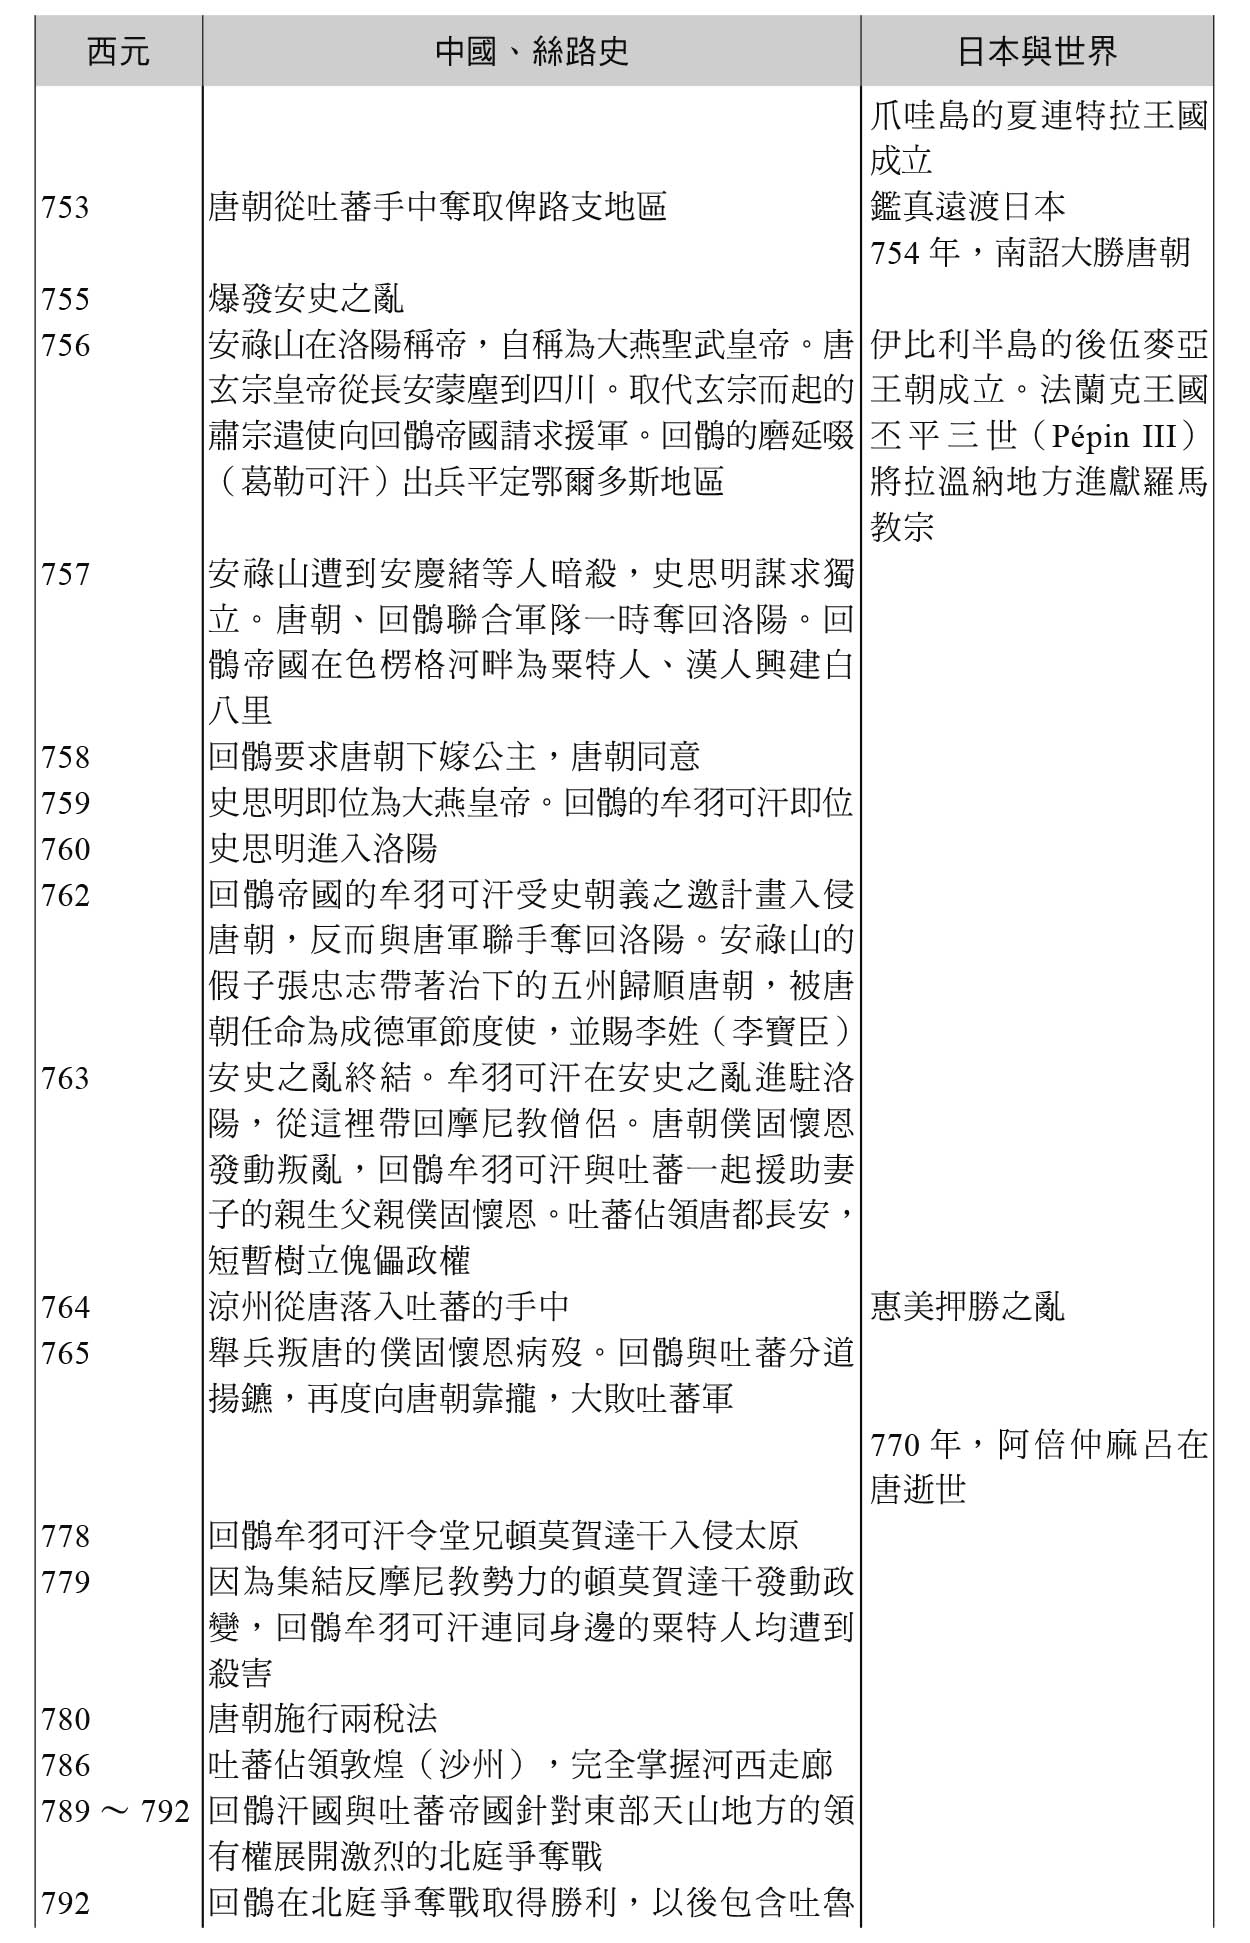 西元 中國、絲路史 日本與世界
爪哇島的夏連特拉王國
成立
753 唐朝從吐蕃手中奪取俾路支地區 鑑真遠渡日本
754 年，南詔大勝唐朝
755 爆發安史之亂
756 安祿山在洛陽稱帝，自稱為大燕聖武皇帝。唐 伊比利半島的後伍麥亞
玄宗皇帝從長安蒙塵到四川。取代玄宗而起的 王朝成立。法蘭克王國
肅宗遣使向回鶻帝國請求援軍。回鶻的磨延啜 丕平三世（Pépin III）
（葛勒可汗）出兵平定鄂爾多斯地區 將拉溫納地方進獻羅馬
教宗
757 安祿山遭到安慶緒等人暗殺，史思明謀求獨
立。唐朝、回鶻聯合軍隊一時奪回洛陽。回
鶻帝國在色楞格河畔為粟特人、漢人興建白
八里
758 回鶻要求唐朝下嫁公主，唐朝同意
759 史思明即位為大燕皇帝。回鶻的牟羽可汗即位
760 史思明進入洛陽
762 回鶻帝國的牟羽可汗受史朝義之邀計畫入侵
唐朝，反而與唐軍聯手奪回洛陽。安祿山的
假子張忠志帶著治下的五州歸順唐朝，被唐
朝任命為成德軍節度使，並賜李姓（李寶臣）
763 安史之亂終結。牟羽可汗在安史之亂進駐洛
陽，從這裡帶回摩尼教僧侶。唐朝僕固懷恩
發動叛亂，回鶻牟羽可汗與吐蕃一起援助妻
子的親生父親僕固懷恩。吐蕃佔領唐都長安，
短暫樹立傀儡政權
764 涼州從唐落入吐蕃的手中 惠美押勝之亂
765 舉兵叛唐的僕固懷恩病歿。回鶻與吐蕃分道
揚鑣，再度向唐朝靠攏，大敗吐蕃軍
770 年，阿倍仲麻呂在
唐逝世
778 回鶻牟羽可汗令堂兄頓莫賀達干入侵太原
779 因為集結反摩尼教勢力的頓莫賀達干發動政
變，回鶻牟羽可汗連同身邊的粟特人均遭到
殺害
780 唐朝施行兩稅法
786 吐蕃佔領敦煌（沙州），完全掌握河西走廊
789～792 回鶻汗國與吐蕃帝國針對東部天山地方的領
有權展開激烈的北庭爭奪戰
792 回鶻在北庭爭奪戰取得勝利，以後包含吐魯